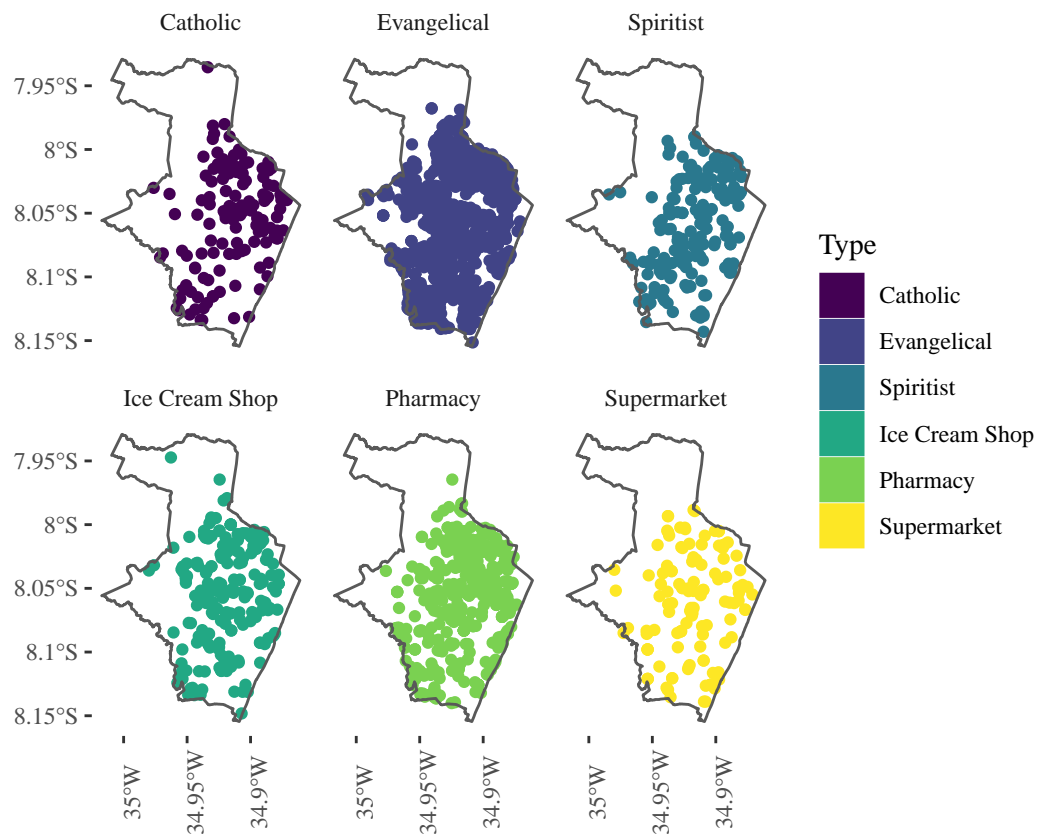 Catholic
Evangelical
Spiritist
7.95°S
8°S
8.05°S
8.1°S
8.15°S
Ice Cream Shop
Pharmacy
Supermarket
7.95°S
8°S
8.05°S
8.1°S
8.15°S
35°W
34.95°W
34.9°W
35°W
34.95°W
34.9°W
35°W
34.95°W
34.9°W
Type
Catholic
Evangelical
Spiritist
Ice Cream Shop
Pharmacy
Supermarket